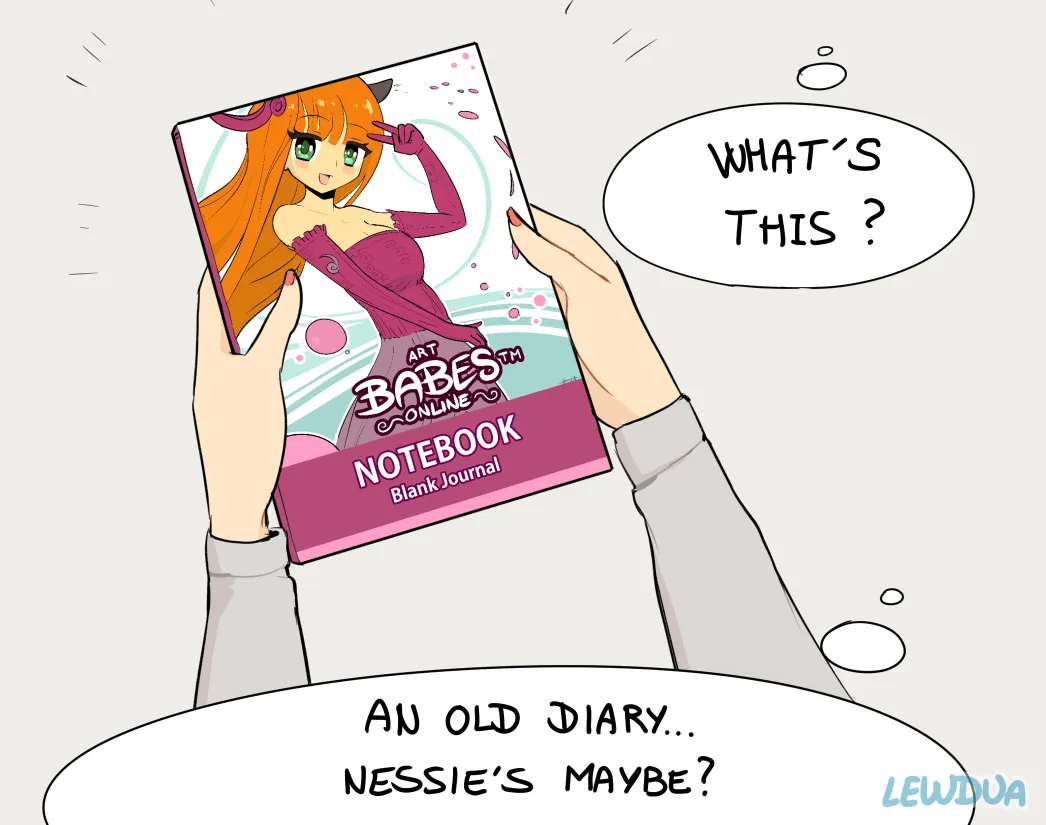 WHAT'S
THIS?
ART
BABES™
ONLINE
NOTEBOOK
Blank Journal
AN OLD DIARY...
NESSIE'S MAYBE?
LEWDUA